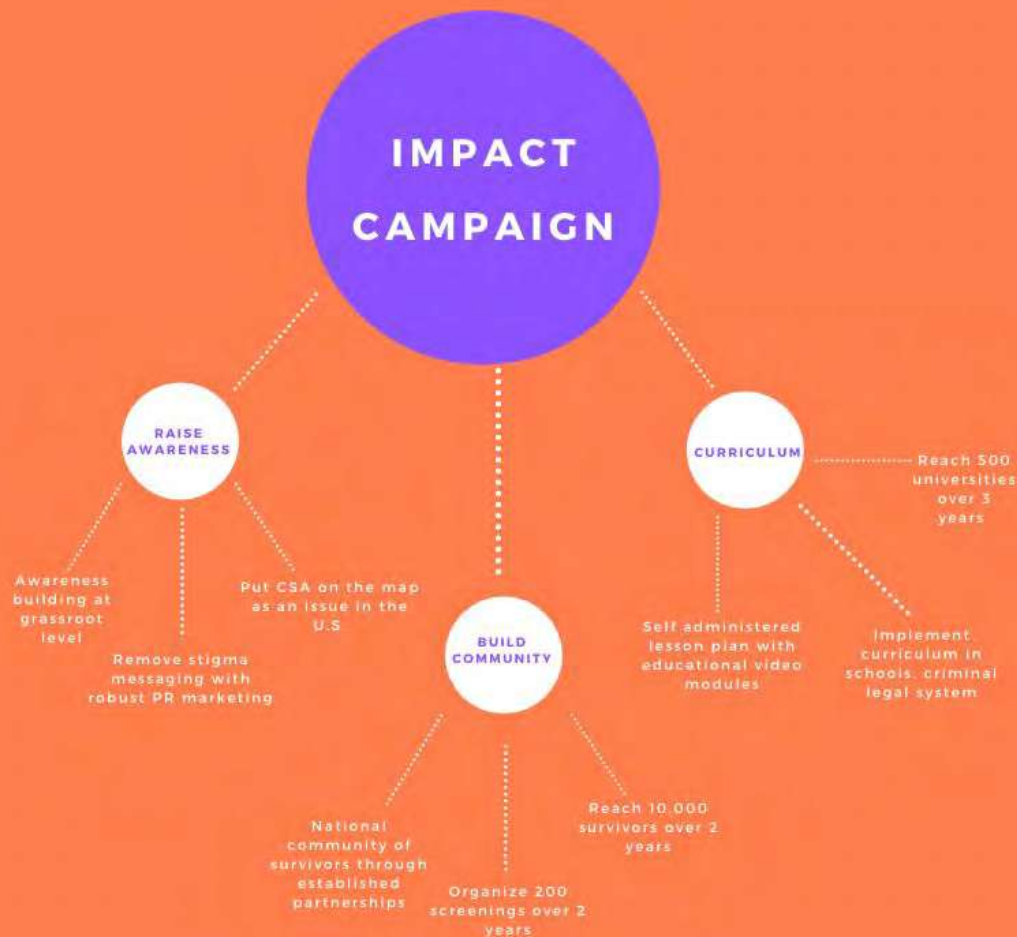 IMPACT
CAMPAIGN
RAISE
AWARENESS
Awareness
building at
grassroot
level
Remove stigma
messaging with
robust PR marketing
Put CSA on the map
as an issue in the
U.S
BUILD
COMMUNITY
National
community of
survivors through
established
partnerships
Organize 200
screenings over 2
years
Reach 10,000
survivors over 2
years
CURRICULUM
Self administered
lesson plan with
educational video
modules
Implement
curriculum in
schools, criminal
legal system
Reach 500
universities
over 3
years